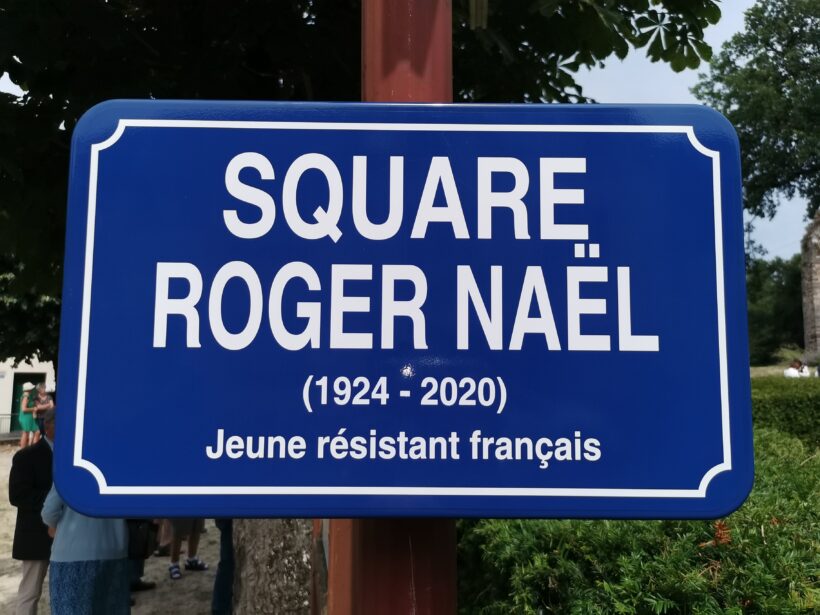 SQUARE
ROGER NAËL
(1924 - 2020)
Jeune résistant français